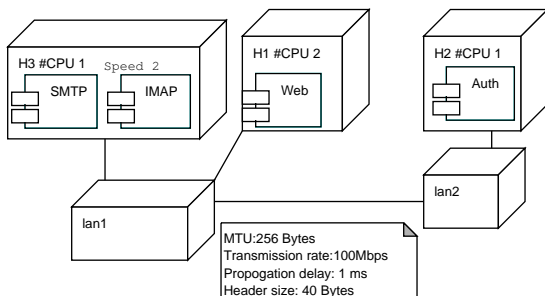 H3 #CPU 1
Speed 2
SMTP
IMAP
H1 #CPU 2
Web
H2 #CPU 1
Auth
lan1
lan2
MTU:256 Bytes
Transmission rate:100Mbps
Propogation delay: 1 ms
Header size: 40 Bytes